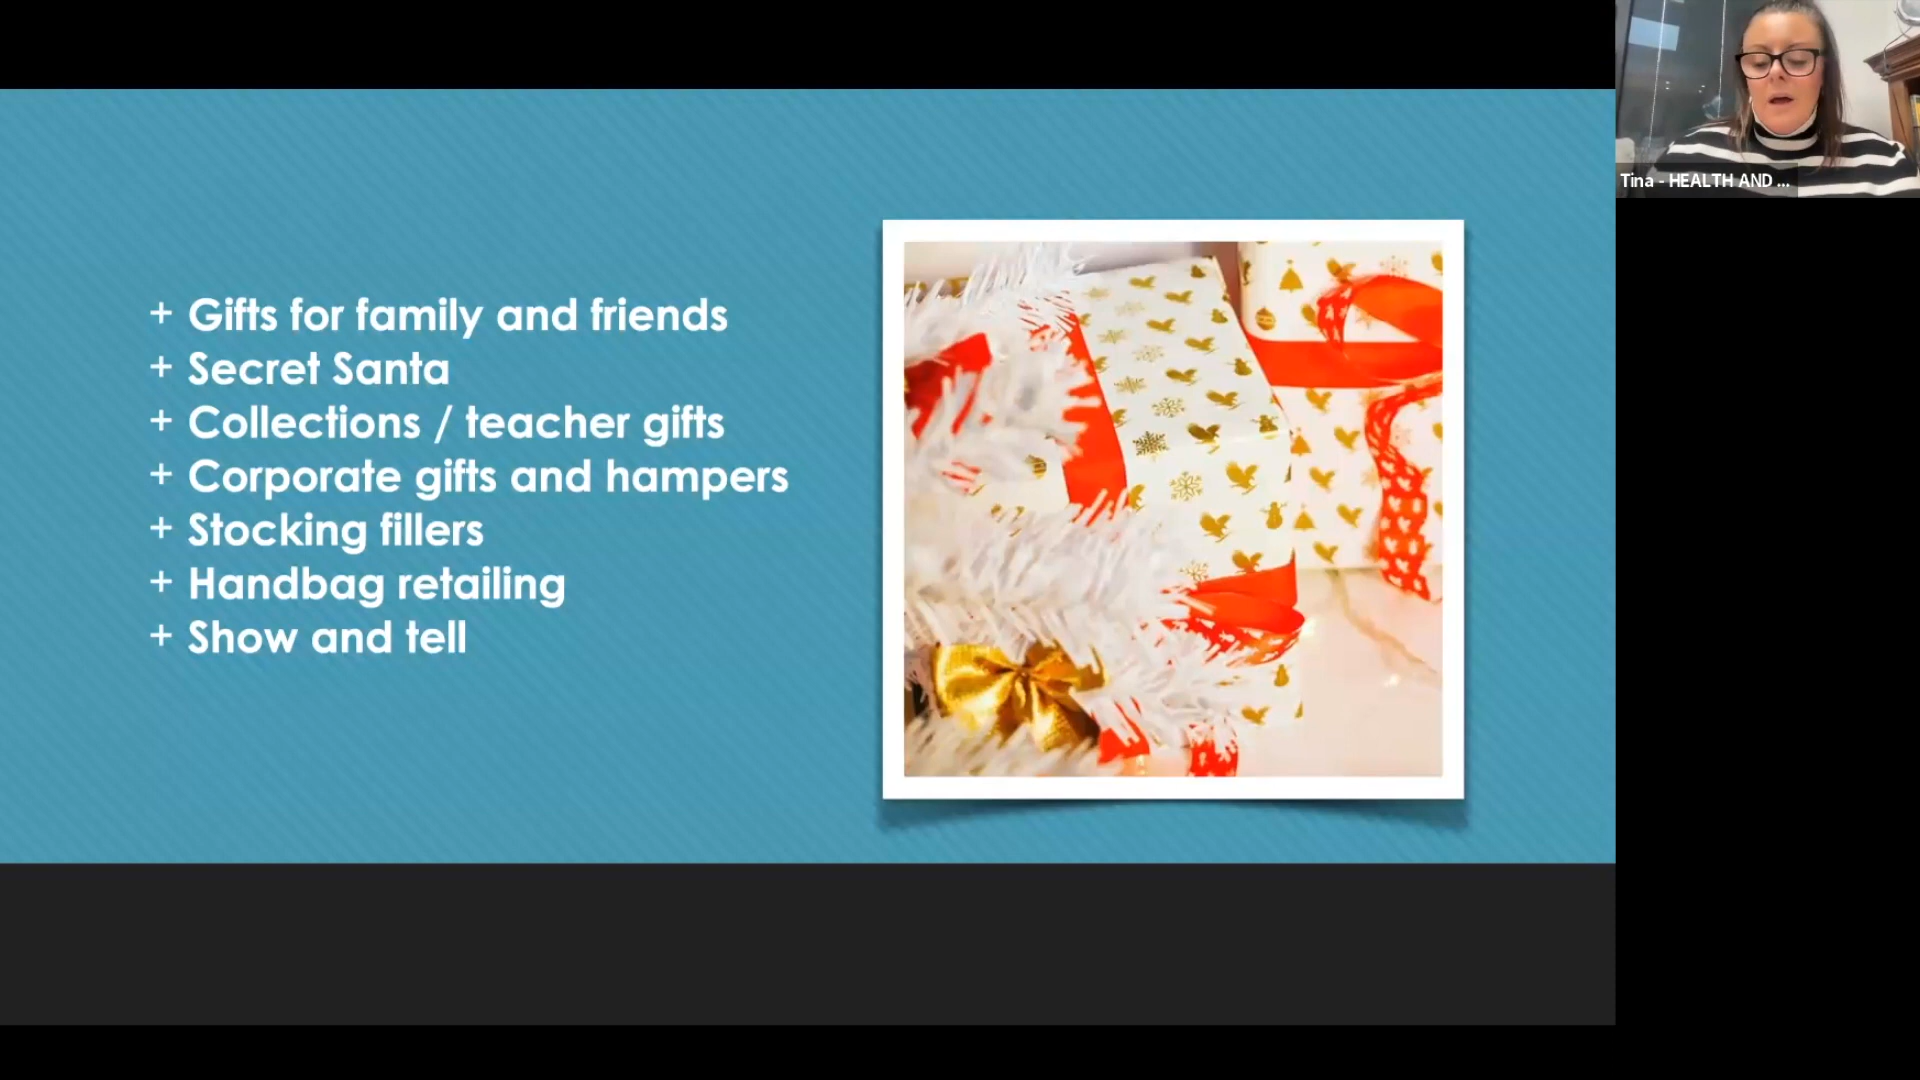 + Gifts for family and friends
+ Secret Santa
+ Collections / teacher gifts
+ Corporate gifts and hampers
+ Stocking fillers
+ Handbag retailing
+ Show and tell
Tina - HEALTH AND ...